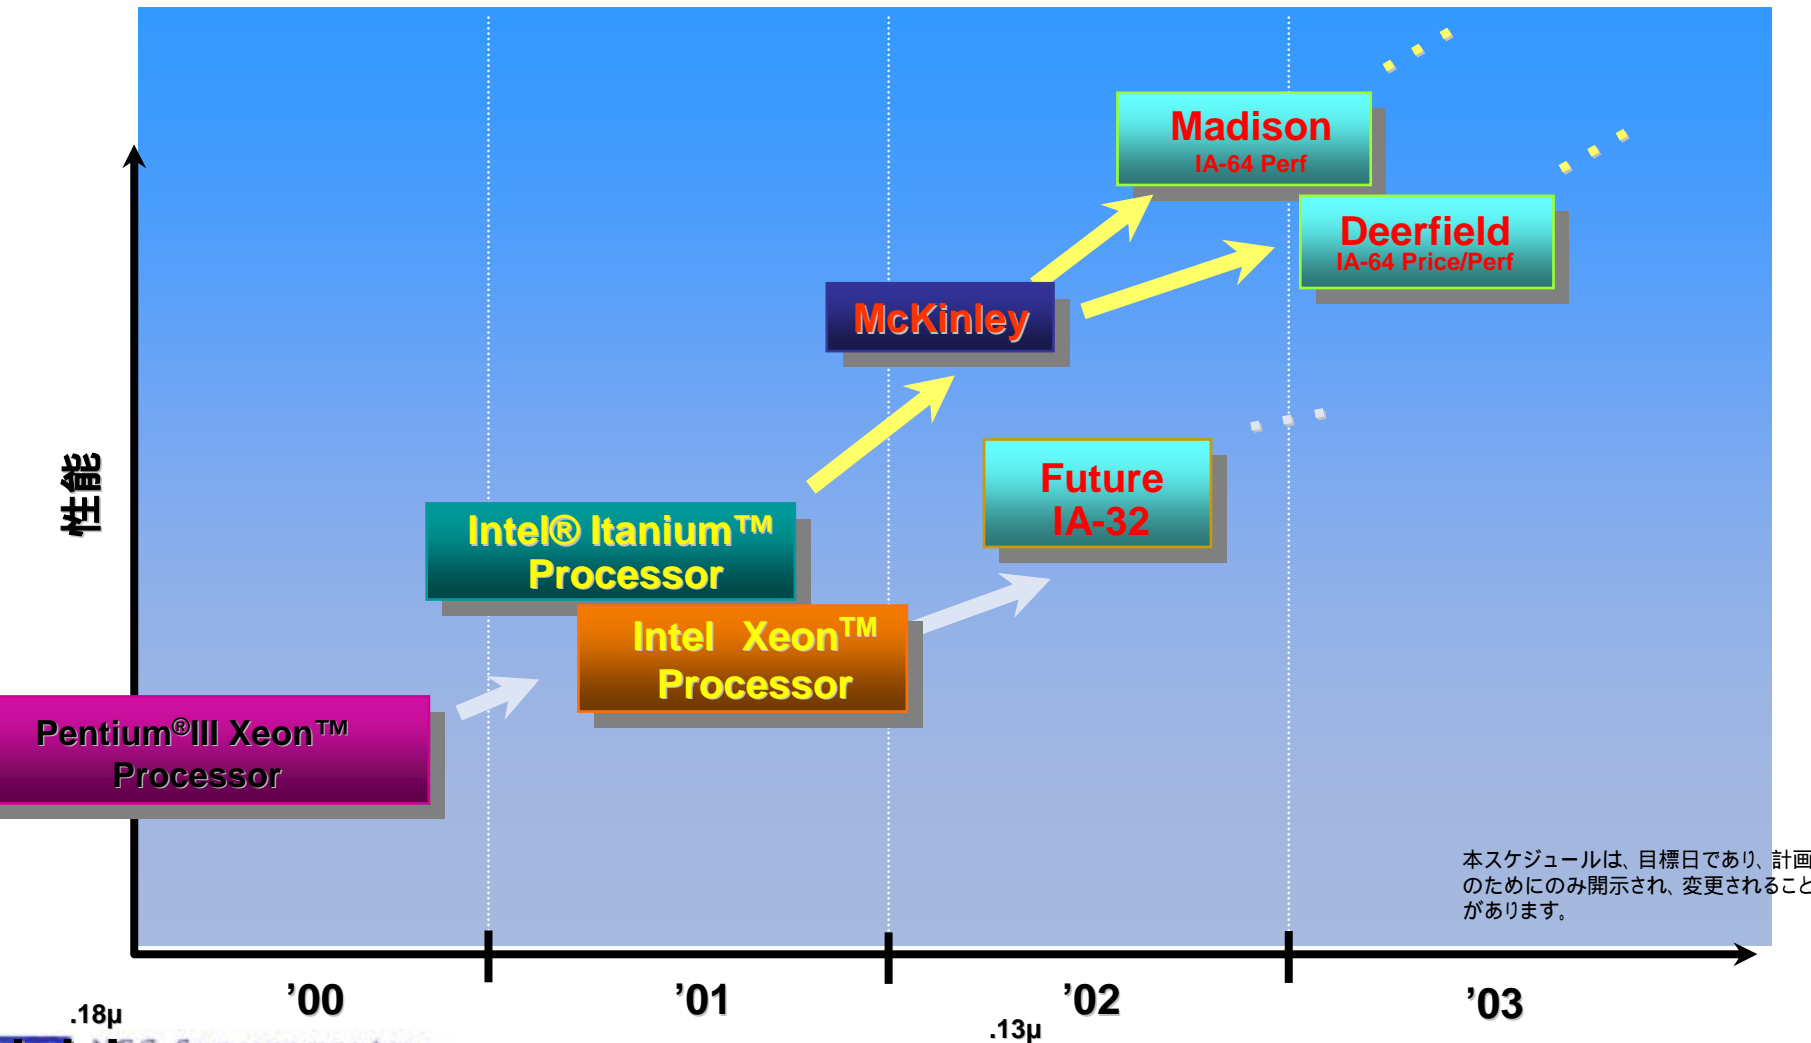 Madison
IA-64 Perf
Deerfield
IA-64 Price/Perf
McKinley
Future
IA-32
性能
Intel® Itanium™
Processor
Intel Xeon™
Processor
Pentium®III Xeon™
Processor
本スケジュールは、目標日であり、計画
のためにのみ開示され、変更されること
があります。
’00
’01
’02
’03
.18µ
.13µ